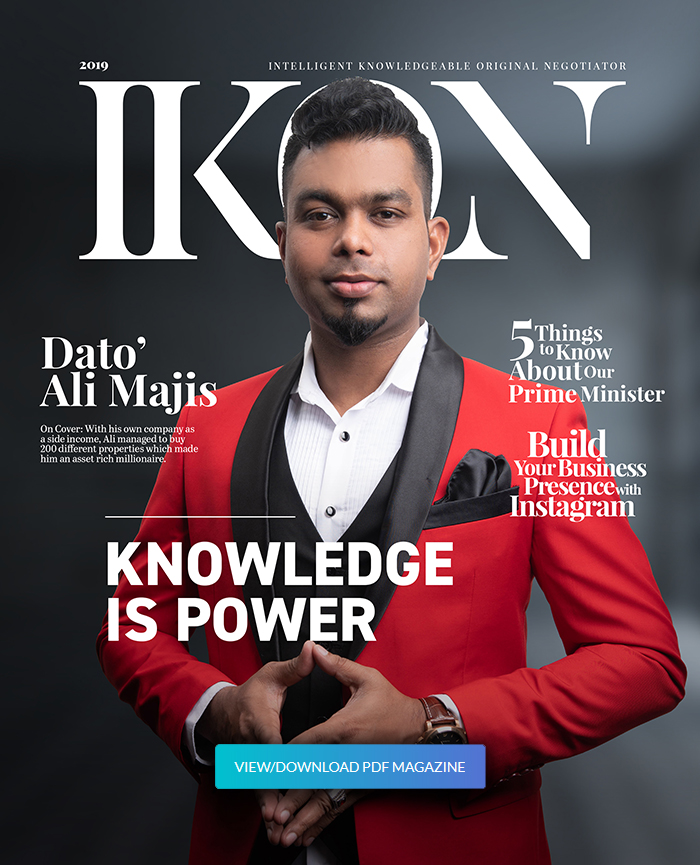 2019
INTELLIGENT KNOWLEDGEABLE ORIGINAL NEGOTIATOR
IKON
Dato’
Ali Majis
On Cover: With his own company as
a side income, Ali managed to buy
200 different properties which made
him an asset rich millionaire.
5 Things
to Know
About Our
Prime Minister
Build
Your Business
Presence with
Instagram
KNOWLEDGE
IS POWER
VIEW/DOWNLOAD PDF MAGAZINE